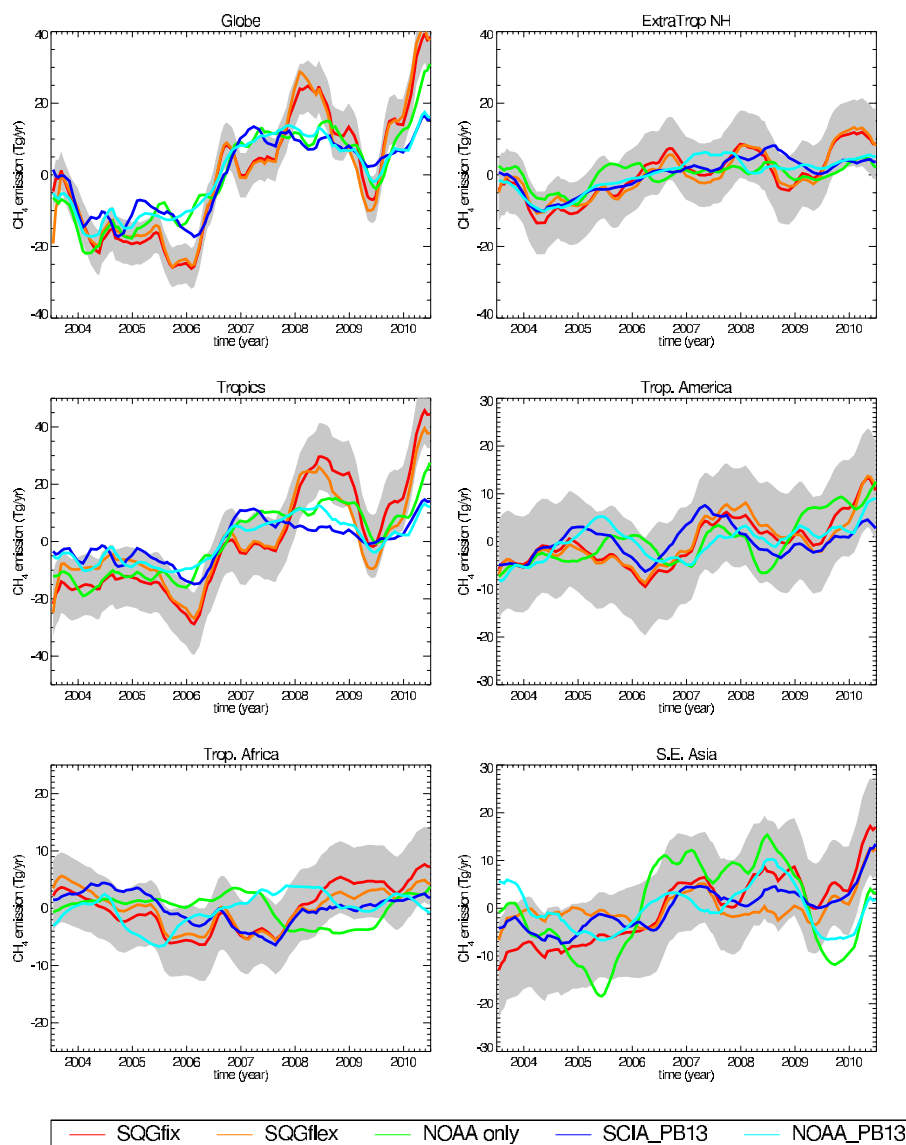 Globe
ExtraTrop NH
CH4 emission (Tg/yr)
40
20
0
-20
-40
2004 2005 2006 2007 2008 2009 2010
time (year)
CH4 emission (Tg/yr)
40
20
0
-20
-40
2004 2005 2006 2007 2008 2009 2010
time (year)
Tropics
Trop. America
CH4 emission (Tg/yr)
40
20
0
-20
-40
2004 2005 2006 2007 2008 2009 2010
time (year)
CH4 emission (Tg/yr)
30
20
10
0
-10
-20
-30
2004 2005 2006 2007 2008 2009 2010
time (year)
Trop. Africa
S.E. Asia
CH4 emission (Tg/yr)
20
10
0
-10
-20
2004 2005 2006 2007 2008 2009 2010
time (year)
CH4 emission (Tg/yr)
30
20
10
0
-10
-20
-30
2004 2005 2006 2007 2008 2009 2010
time (year)
SQGfix SQGflex NOAA only SCIA_PB13 NOAA_PB13